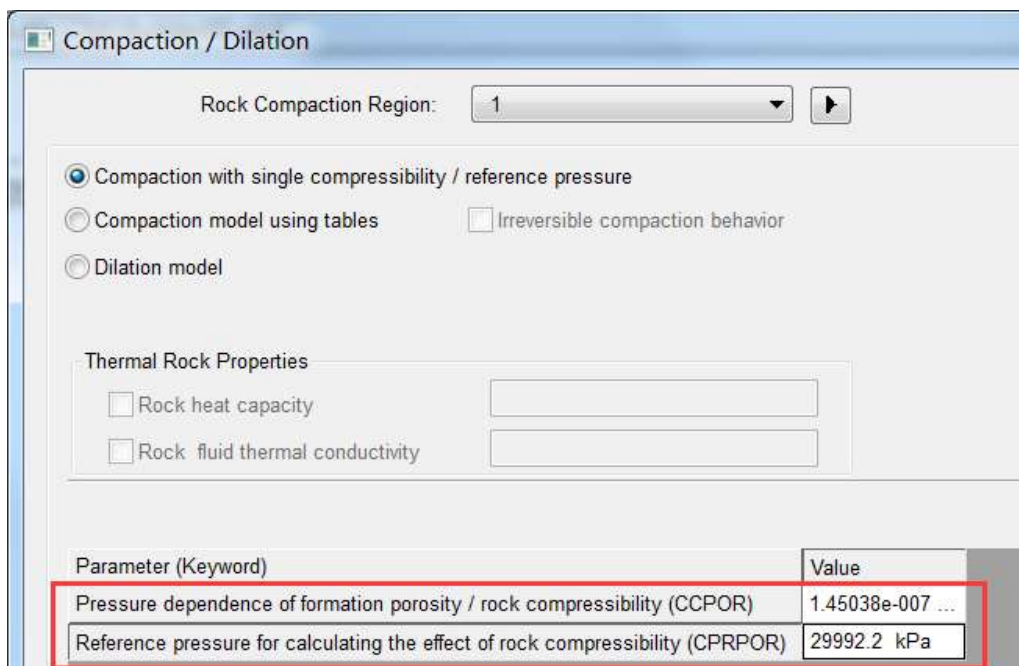 Compaction / Dilation
Rock Compaction Region: 1
Compaction with single compressibility / reference pressure
Compaction model using tables Irreversible compaction behavior
Dilation model
Thermal Rock Properties
Rock heat capacity
Rock fluid thermal conductivity
Parameter (Keyword) Value
Pressure dependence of formation porosity / rock compressibility (CCPOR) 1.45038e-007 ...
Reference pressure for calculating the effect of rock compressibility (CPRPOR) 29992.2 kPa